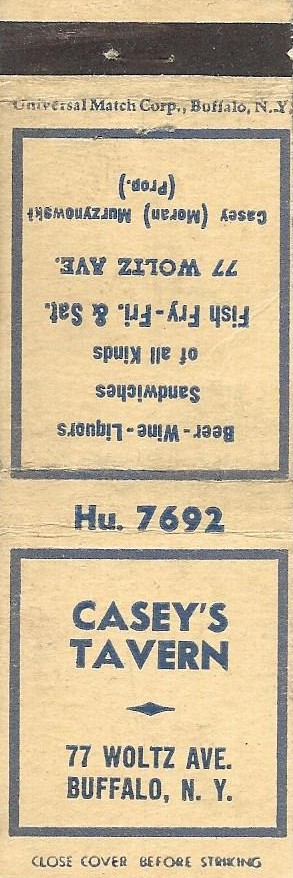 Universal Match Corp., Buffalo, N.Y.
Beer - Wine - Liquors
Sandwiches
of all Kinds
Fish Fry - Fri. & Sat.
77 WOLTZ AVE.
Casey (Moran) Murzynowski
(Prop.)
Hu. 7692
CASEY'S
TAVERN
77 WOLTZ AVE.
BUFFALO, N. Y.
CLOSE COVER BEFORE STRIKING